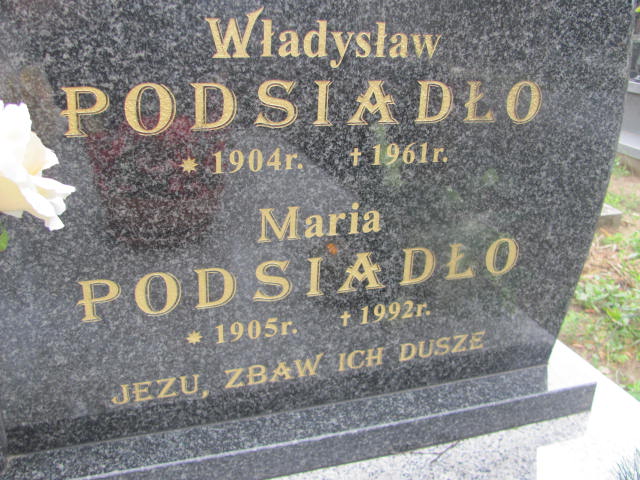 Władysław
PODSIADŁO
* 1904r. † 1961r.
Maria
PODSIADŁO
* 1905r. † 1992r.
JEZU, ZBAW ICH DUSZE